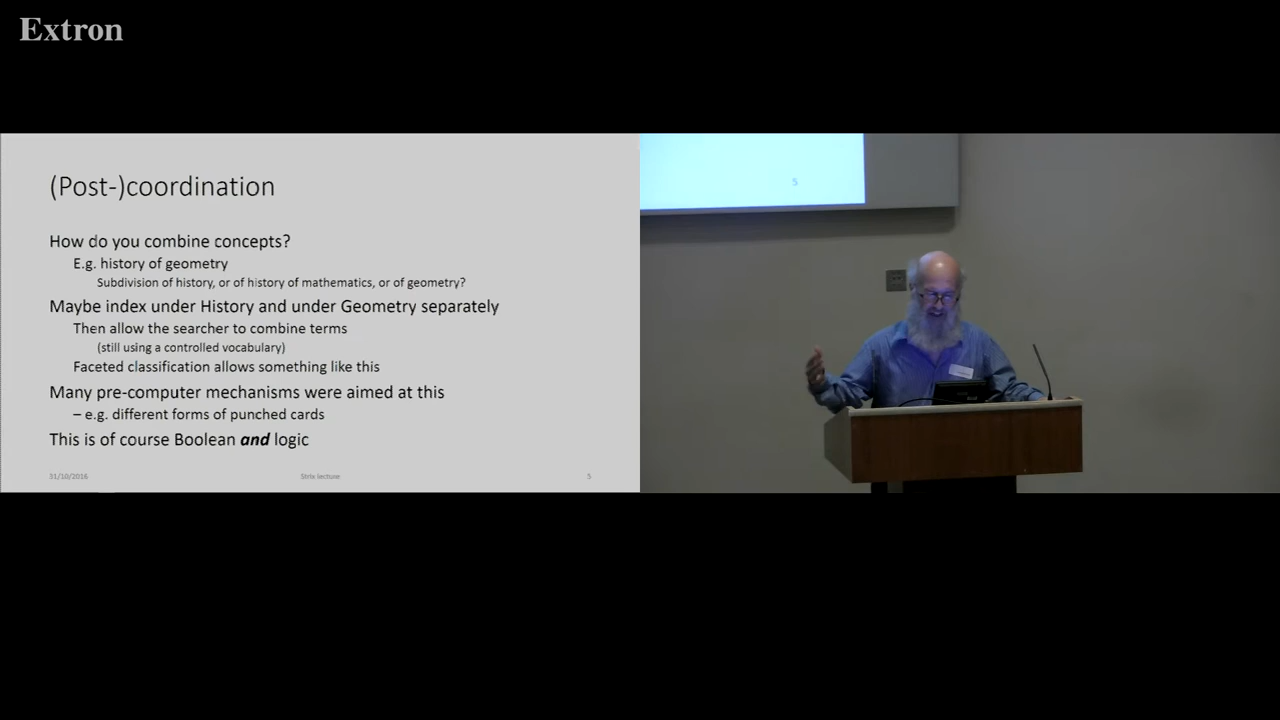 Extron
(Post-)coordination
How do you combine concepts?
E.g. history of geometry
Subdivision of history, or of history of mathematics, or of geometry?
Maybe index under History and under Geometry separately
Then allow the searcher to combine terms
(still using a controlled vocabulary)
Faceted classification allows something like this
Many pre-computer mechanisms were aimed at this
– e.g. different forms of punched cards
This is of course Boolean and logic
31/10/2016
Strix lecture
5
5